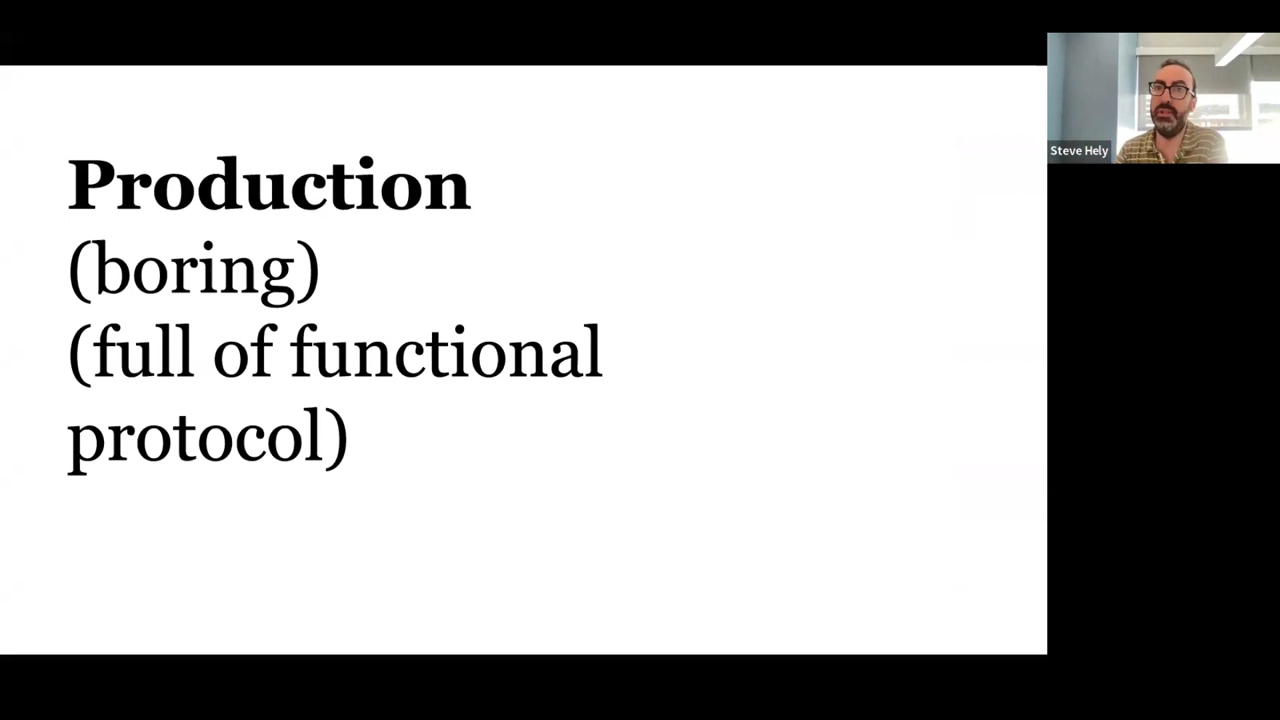 Production
(boring)
(full of functional
protocol)
Steve Hely